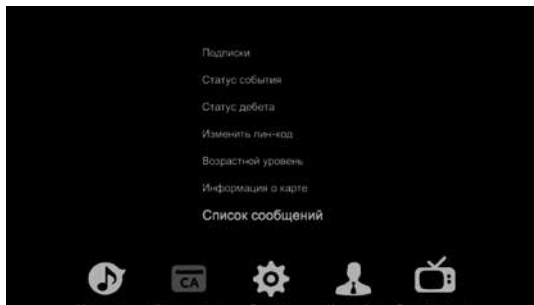 Подписки
Статус события
Статус дебета
Изменить пин-код
Возрастной уровень
Информация о карте
Список сообщений
CA